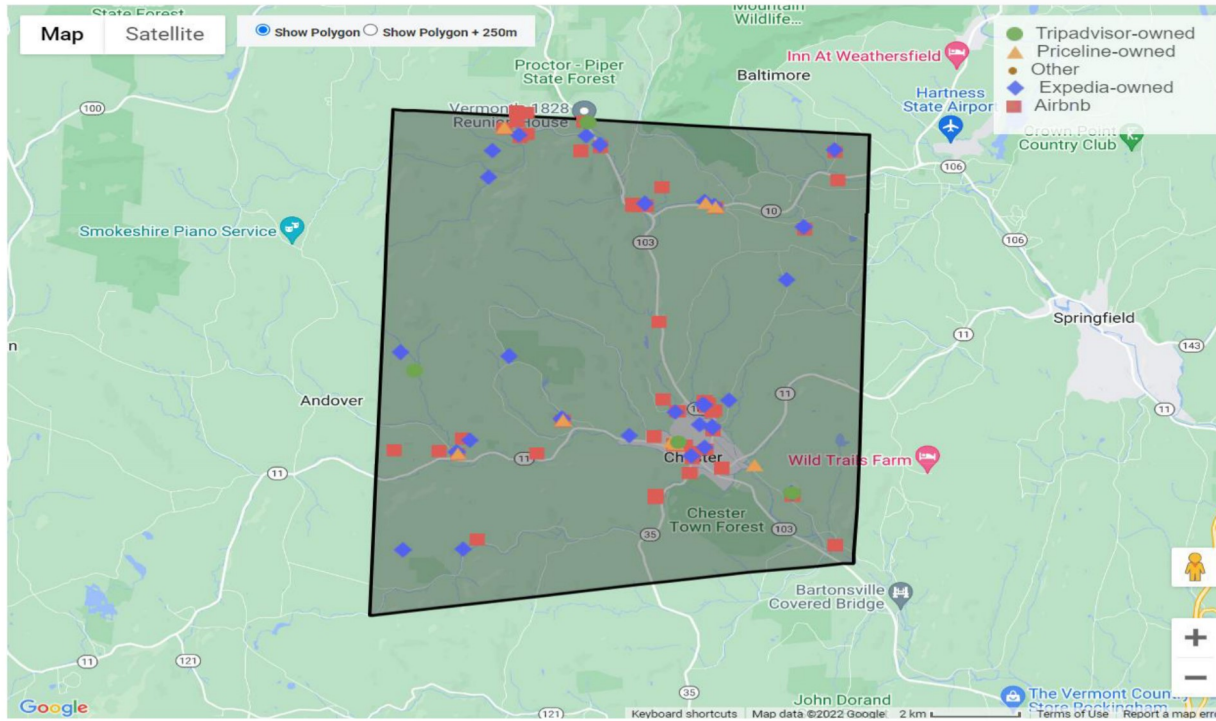 State Forest
Mountain
Wildlife...
Map
Satellite
Show Polygon
Show Polygon + 250m
Tripadvisor-owned
Priceline-owned
Other
Expedia-owned
Airbnb
Inn At Weathersfield
Proctor - Piper
State Forest
Baltimore
Hartness
State Airport
100
Vermont's 1828
Reunion House
Crown Point
Country Club
106
10
Smokeshire Piano Service
103
106
Springfield
11
143
Andover
11
11
11
11
Chester
Wild Trails Farm
Chester
Town Forest
103
35
Bartonsville
Covered Bridge
11
121
35
John Dorand
The Vermont Country
Store Rockingham
Google
121
Keyboard shortcuts
Map data ©2022 Google
2 km
Terms of Use
Report a map erro